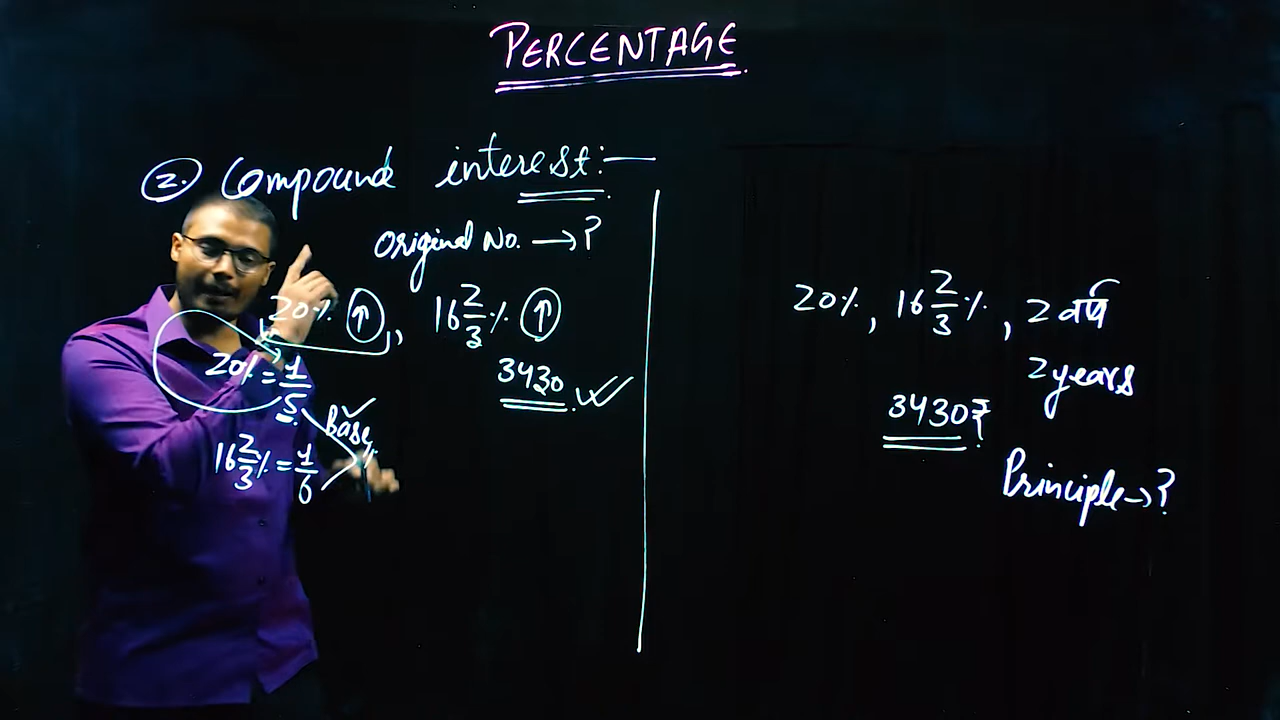 PERCENTAGE
2. Compound interest:—
Original No. → ?
20% ↑, 16 2/3 % ↑
20% = 1/5
3430 ✓✓
Base ✓
16 2/3 % = 1/6
20%, 16 2/3 %, 2 वर्ष
2 years
3430₹
Principle → ?